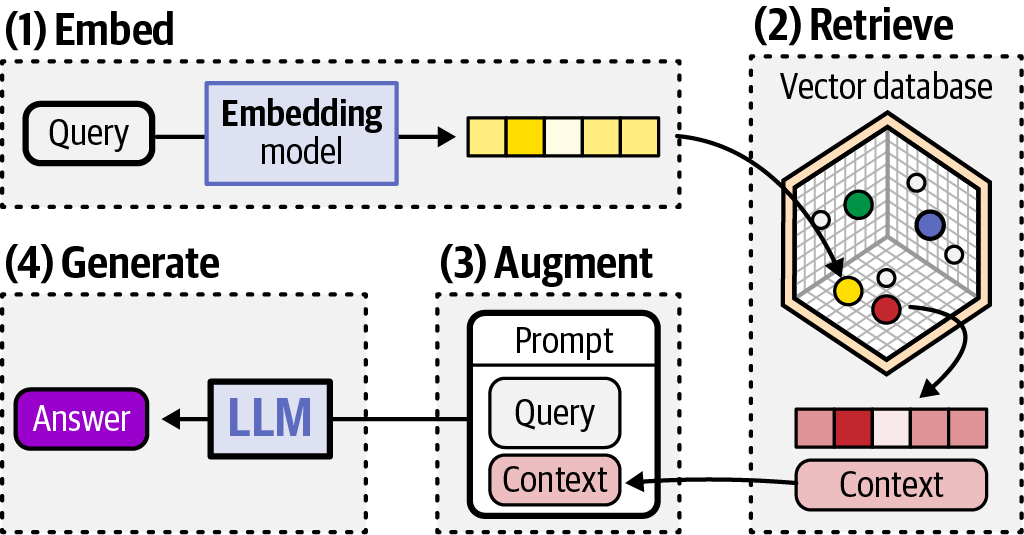 (1) Embed
Query
Embedding
model
(2) Retrieve
Vector database
Context
(3) Augment
Prompt
Query
Context
(4) Generate
LLM
Answer